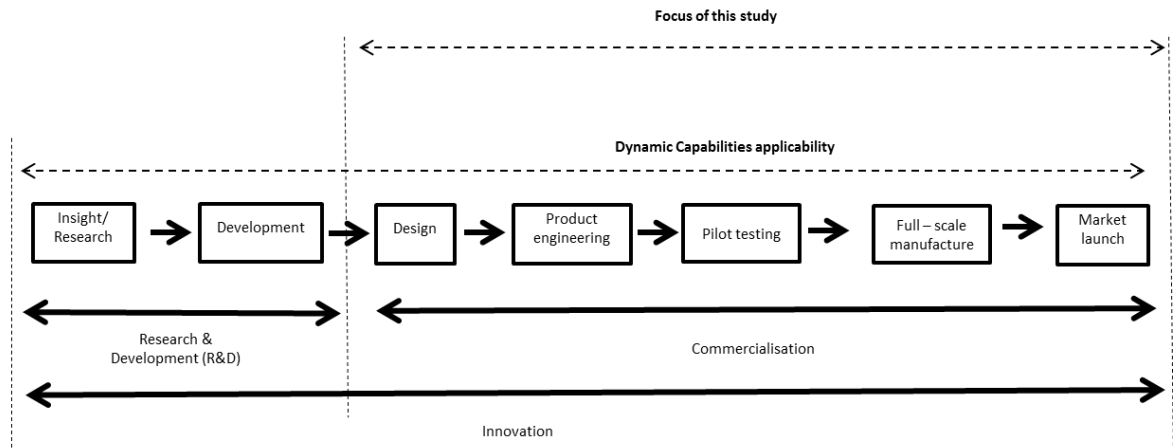 Focus of this study
Dynamic Capabilities applicability
Insight/
Research
Development
Design
Product
engineering
Pilot testing
Full – scale
manufacture
Market
launch
Research &
Development (R&D)
Commercialisation
Innovation